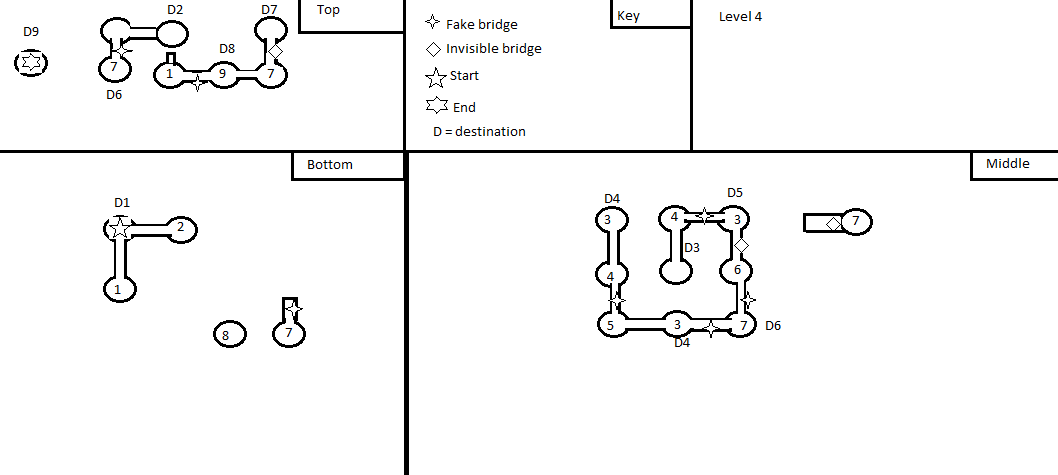 D9
D2
D7
Top
7
D6
1
D8
9
7
Fake bridge
Invisible bridge
Start
End
D = destination
Key
Level 4
Bottom
D1
2
1
8
7
Middle
D4
3
4
5
D5
4
3
D3
6
3
7
D6
D4
7